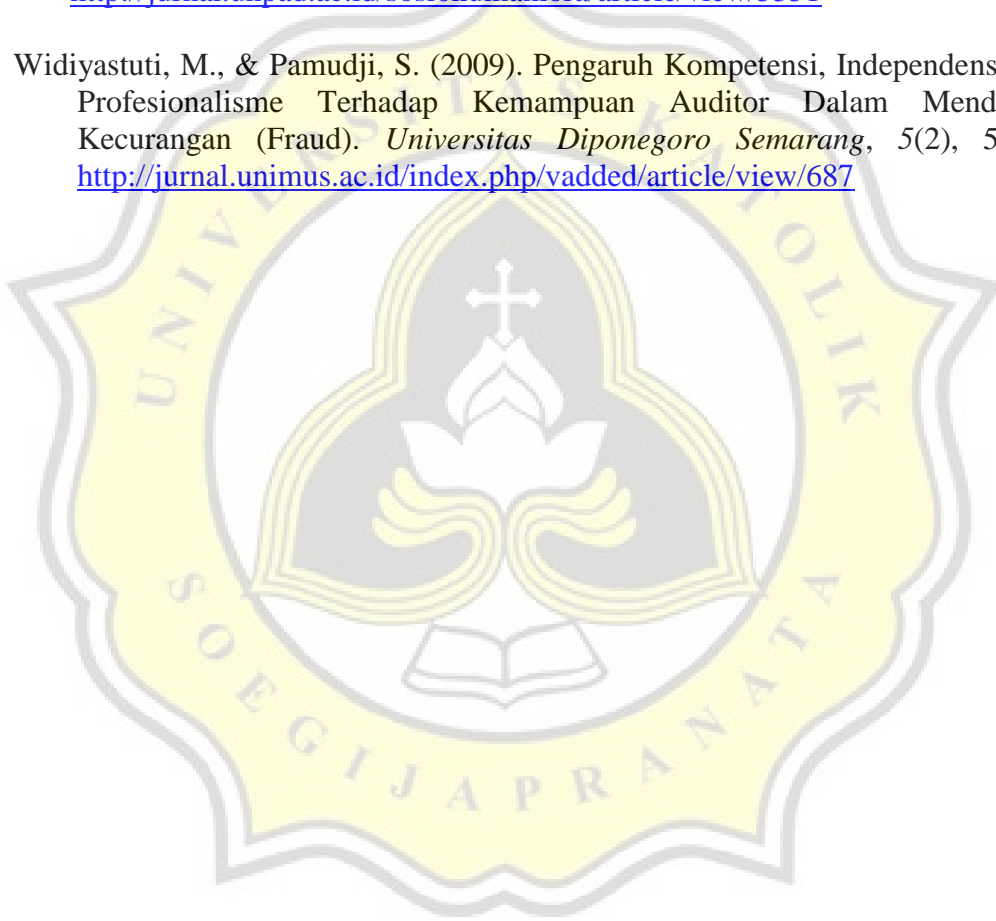 Widiyastuti, M., & Pamudji, S. (2009). Pengaruh Kompetensi, Independens
Profesionalisme Terhadap Kemampuan Auditor Dalam Mend
Kecurangan (Fraud). Universitas Diponegoro Semarang, 5(2), 5
http://jurnal.unimus.ac.id/index.php/vadded/article/view/687
UNIVERSITAS KATOLIK
SOEGIJAPRANATA